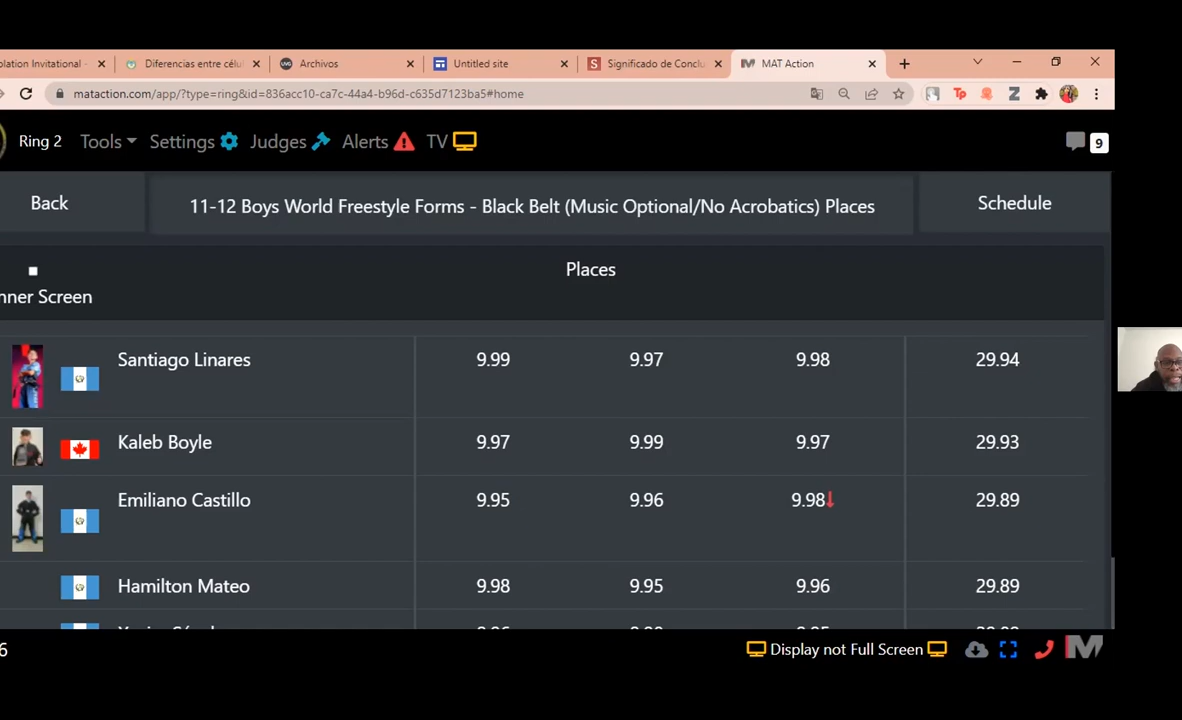 olation Invitational -
Diferencias entre célu
Archivos
Untitled site
Significado de Conclu
MAT Action
mataction.com/app/?type=ring&id=836acc10-ca7c-44a4-b96d-c635d7123ba5#home
Ring 2 Tools Settings Judges Alerts TV 9
Back
11-12 Boys World Freestyle Forms - Black Belt (Music Optional/No Acrobatics) Places
Schedule
nner Screen
Places
Santiago Linares 9.99 9.97 9.98 29.94
Kaleb Boyle 9.97 9.99 9.97 29.93
Emiliano Castillo 9.95 9.96 9.98 29.89
Hamilton Mateo 9.98 9.95 9.96 29.89
6
Display not Full Screen